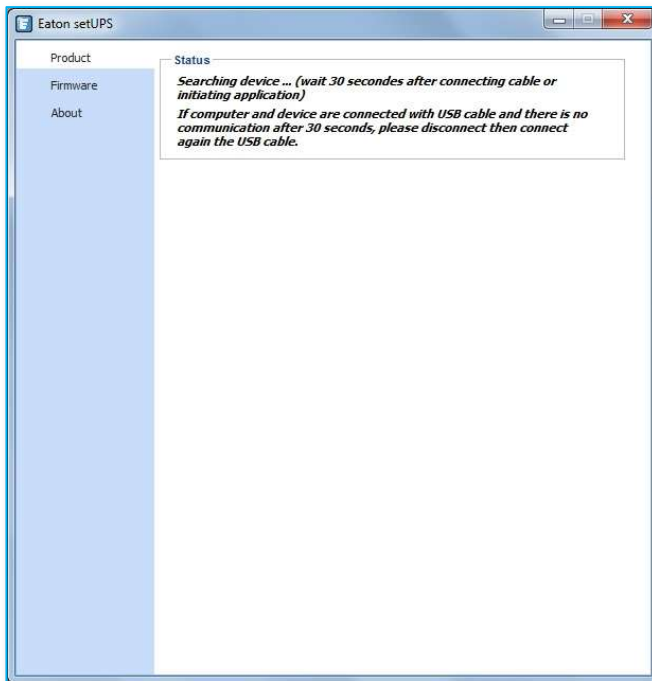 Eaton setUPS
Product
Firmware
About
Status
Searching device ... (wait 30 secondes after connecting cable or
initiating application)
If computer and device are connected with USB cable and there is no
communication after 30 seconds, please disconnect then connect
again the USB cable.